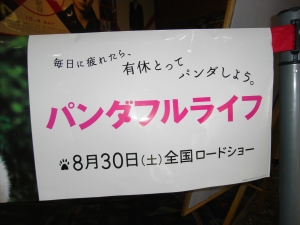 毎日に疲れたら、
有休とって
パンダしよう。
パンダフルライフ
8月30日(土)全国ロードショー